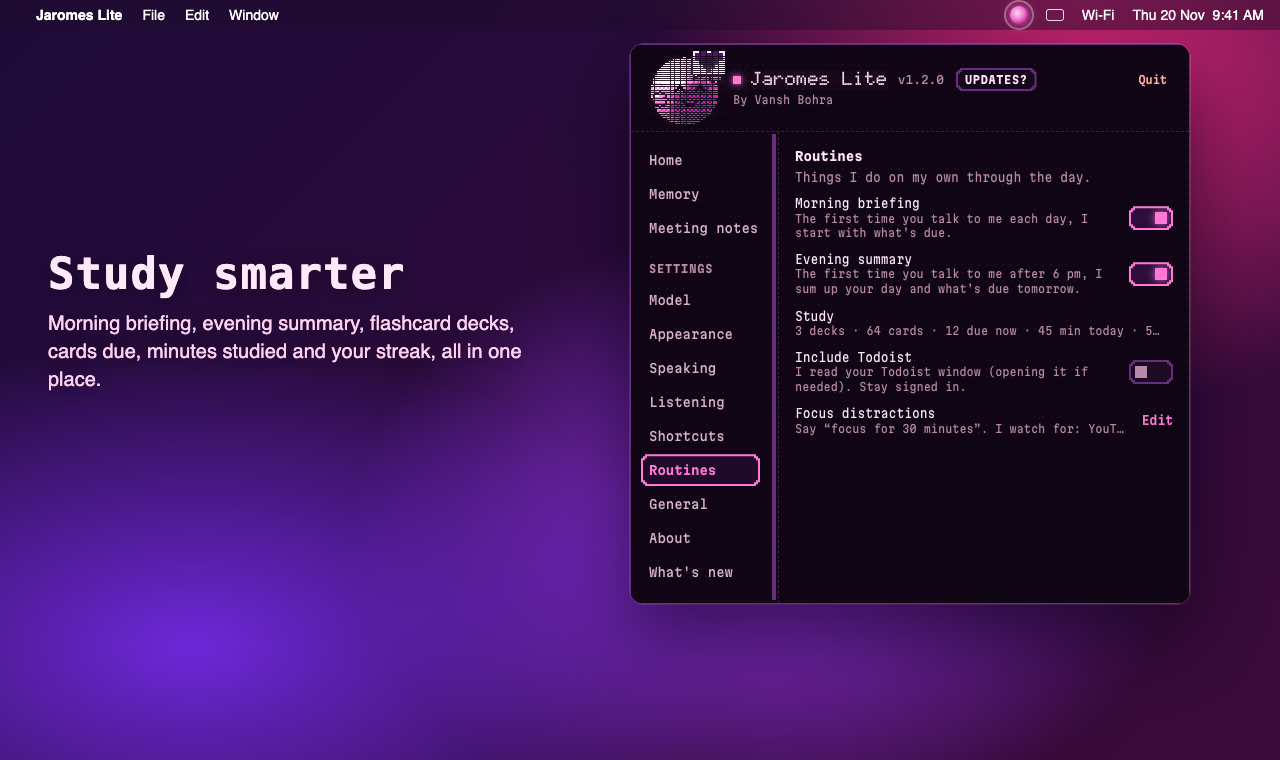 Jaromes Lite File Edit Window Wi-Fi Thu 20 Nov 9:41 AM
Jaromes Lite v1.2.0 UPDATES? Quit
By Vansh Bohra
Study smarter
Morning briefing, evening summary, flashcard decks,
cards due, minutes studied and your streak, all in one
place.
Home
Memory
Meeting notes
SETTINGS
Model
Appearance
Speaking
Listening
Shortcuts
Routines
General
About
What's new
Routines
Things I do on my own through the day.
Morning briefing
The first time you talk to me each day, I
start with what’s due.
Evening summary
The first time you talk to me after 6 pm, I
sum up your day and what’s due tomorrow.
Study
3 decks · 64 cards · 12 due now · 45 min today · 5…
Include Todoist
I read your Todoist window (opening it if
needed). Stay signed in.
Focus distractions
Say “focus for 30 minutes”. I watch for: YouT…
Edit